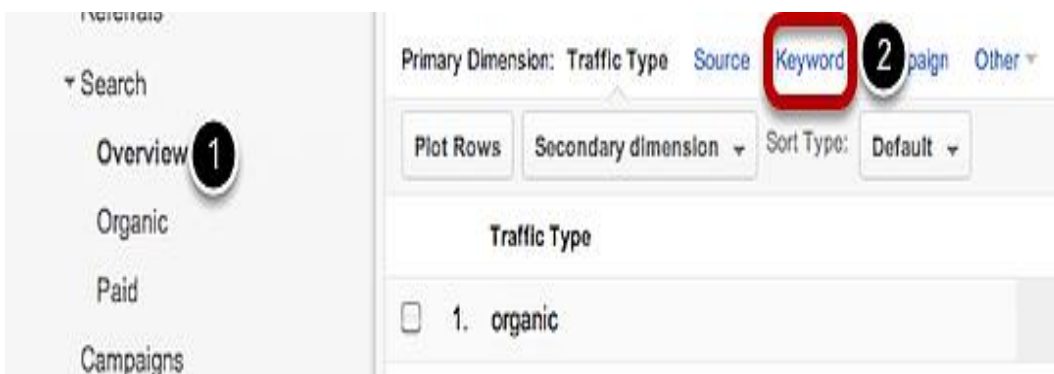 Referrals
Search
Overview 1
Organic
Paid
Campaigns
Primary Dimension: Traffic Type Source Keyword 2 paign Other
Plot Rows Secondary dimension Sort Type: Default
Traffic Type
1. organic